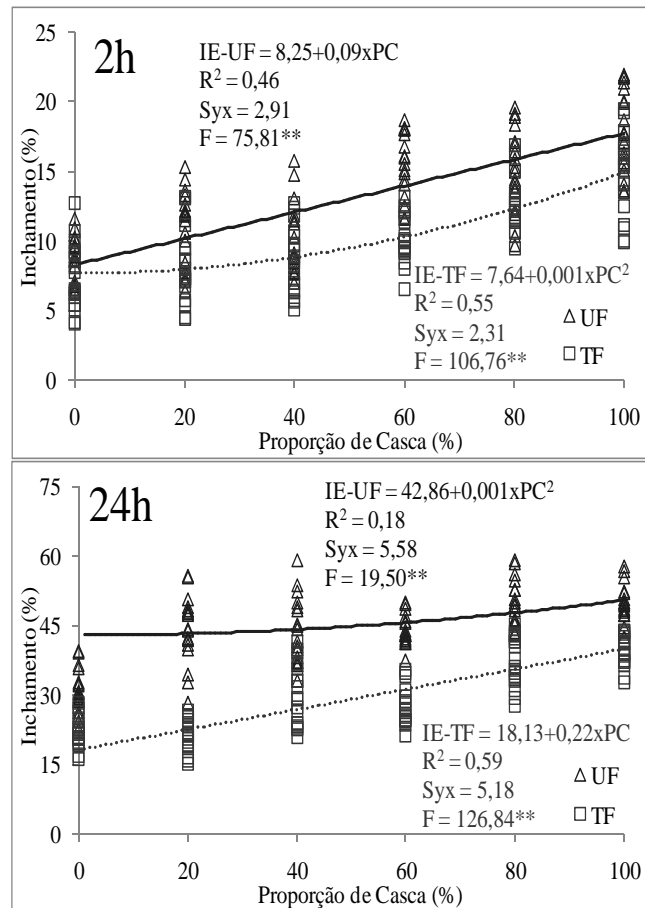 25
20
15
10
5
0
Inchamento (%)
2h
IE-UF = 8,25+0,09xPC
R² = 0,46
Syx = 2,91
F = 75,81**
IE-TF = 7,64+0,001xPC²
R² = 0,55
Syx = 2,31
F = 106,76**
UF
TF
0 20 40 60 80 100
Proporção de Casca (%)
75
60
45
30
15
0
Inchamento (%)
24h
IE-UF = 42,86+0,001xPC²
R² = 0,18
Syx = 5,58
F = 19,50**
IE-TF = 18,13+0,22xPC
R² = 0,59
Syx = 5,18
F = 126,84**
UF
TF
0 20 40 60 80 100
Proporção de Casca (%)